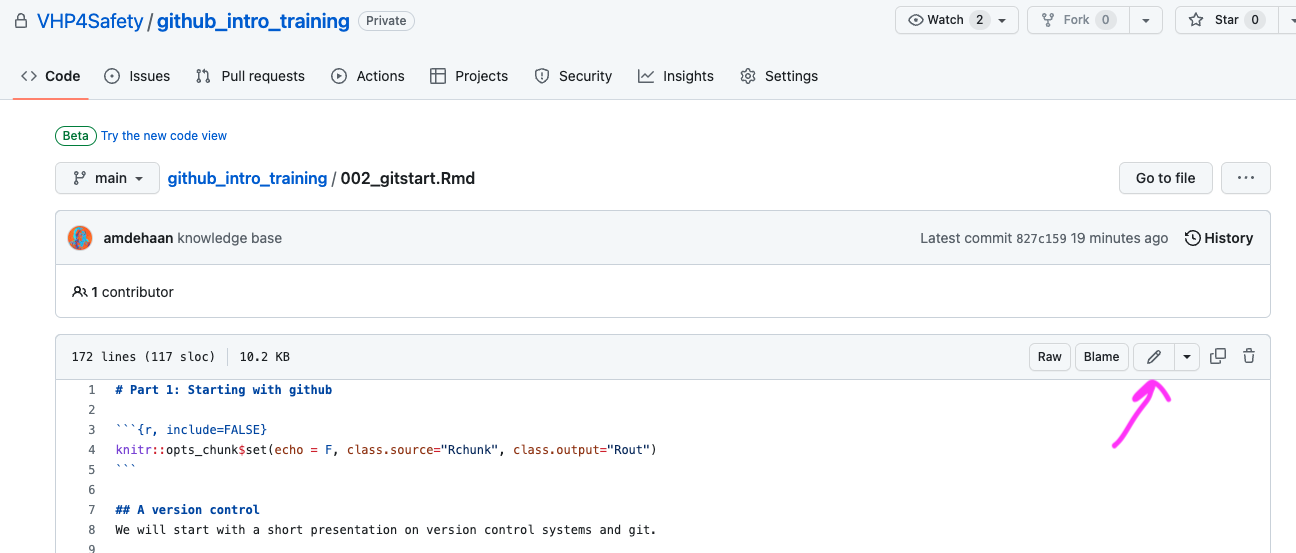 VHP4Safety / github_intro_training Private Watch 2 Fork 0 Star 0
Code Issues Pull requests Actions Projects Security Insights Settings
Beta Try the new code view
main github_intro_training / 002_gitstart.Rmd Go to file ...
amdehaan knowledge base Latest commit 827c159 19 minutes ago History
1 contributor
172 lines (117 sloc) 10.2 KB Raw Blame
1 # Part 1: Starting with github
2
3 ```{r, include=FALSE}
4 knitr::opts_chunk$set(echo = F, class.source="Rchunk", class.output="Rout")
5 ```
6
7 ## A version control
8 We will start with a short presentation on version control systems and git.
9